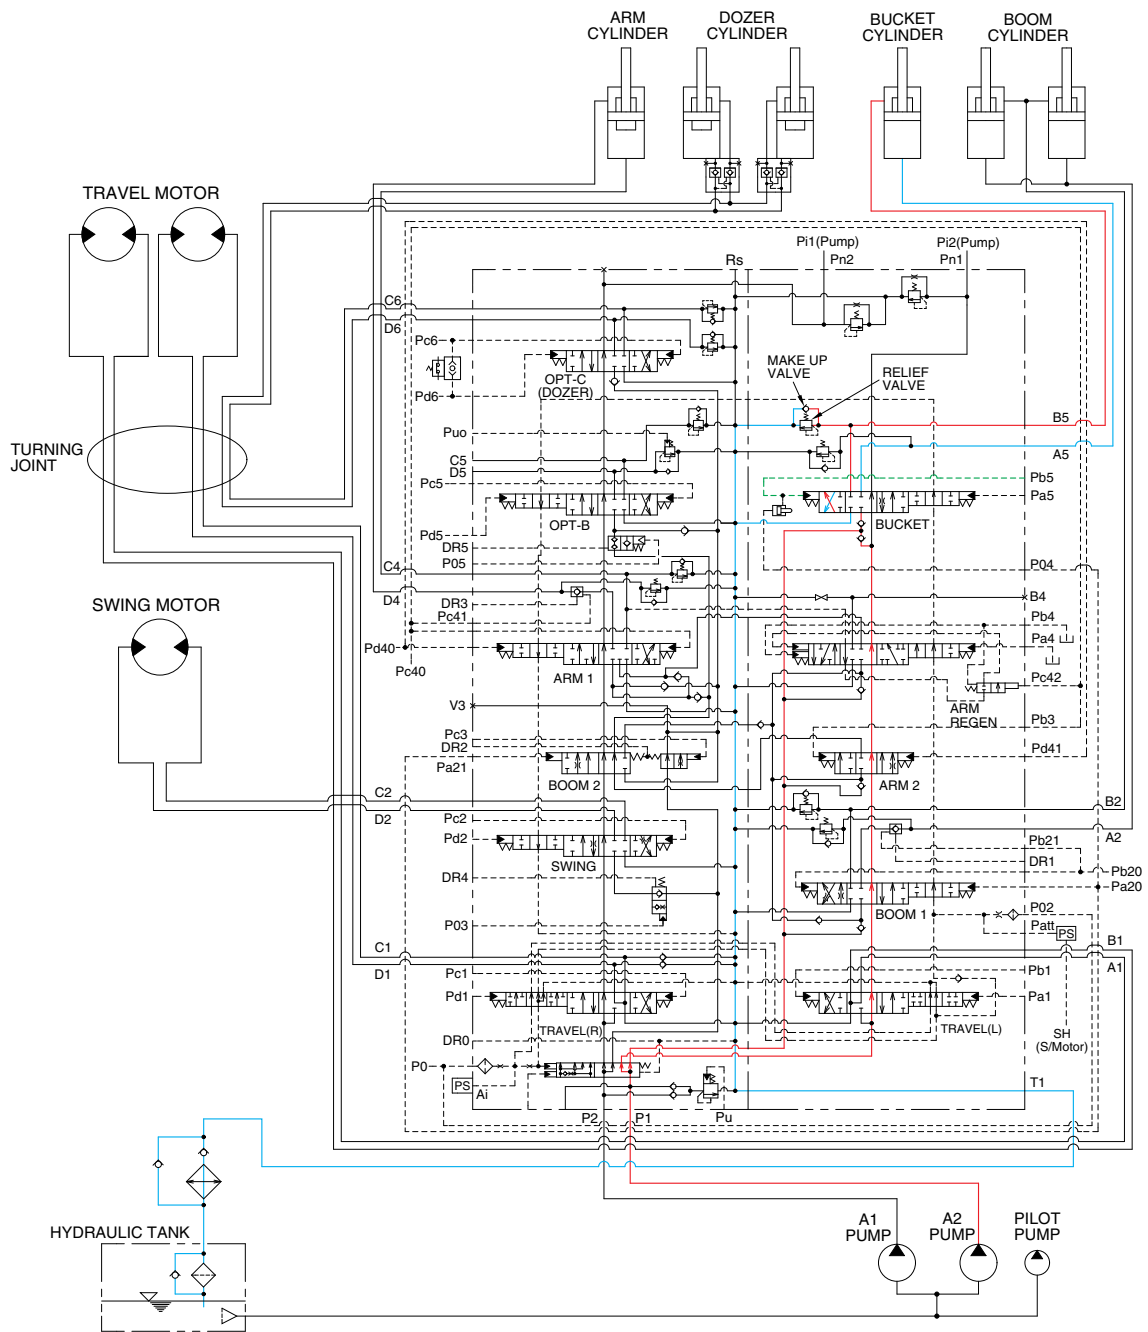 ARM
CYLINDER
DOZER
CYLINDER
BUCKET
CYLINDER
BOOM
CYLINDER
TRAVEL MOTOR
Pi1(Pump)
Pi2(Pump)
Rs
Pn2
Pn1
C6
D6
Pc6
MAKE UP
VALVE
RELIEF
VALVE
OPT-C
(DOZER)
Pd6
B5
Puo
TURNING
JOINT
A5
C5
D5
Pc5
Pb5
Pa5
OPT-B
BUCKET
Pd5
DR5
P05
P04
C4
D4
B4
DR3
Pc41
Pb4
SWING MOTOR
Pd40
Pa4
Pc40
ARM 1
Pc42
ARM
REGEN
V3
Pb3
Pc3
DR2
Pd41
Pa21
BOOM 2
ARM 2
C2
B2
D2
Pc2
A2
Pd2
Pb21
SWING
DR1
DR4
Pb20
Pa20
BOOM 1
P02
P03
Patt
PS
C1
B1
D1
A1
Pc1
Pb1
Pd1
Pa1
TRAVEL(R)
TRAVEL(L)
DR0
SH
(S/Motor)
P0
PS
Ai
T1
P2
P1
Pu
HYDRAULIC TANK
A1
PUMP
A2
PUMP
PILOT
PUMP